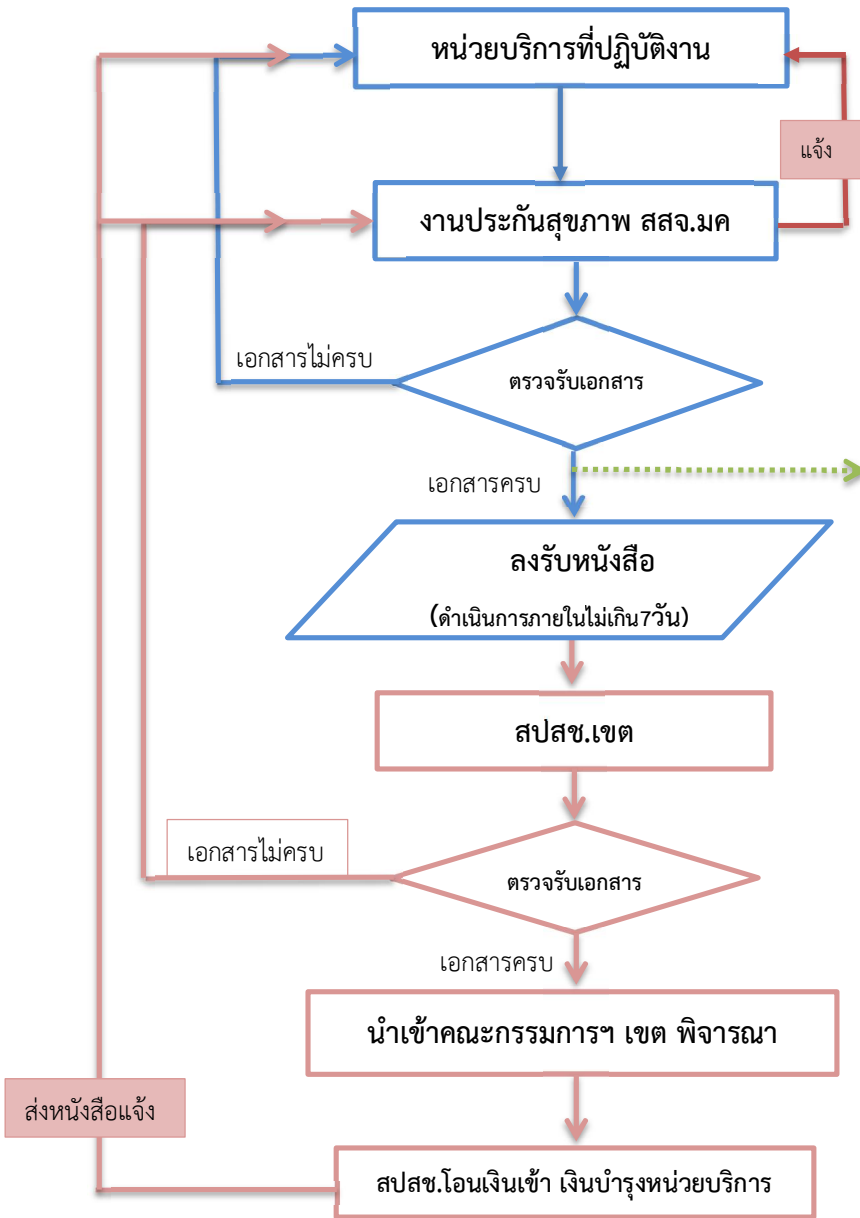 หน่วยบริการที่ปฏิบัติงาน
แจ้ง
งานประกันสุขภาพ สสจ.มค
เอกสารไม่ครบ
ตรวจรับเอกสาร
เอกสารครบ
ลงรับหนังสือ
(ดำเนินการภายในไม่เกิน7วัน)
สปสช.เขต
เอกสารไม่ครบ
ตรวจรับเอกสาร
เอกสารครบ
นำเข้าคณะกรรมการฯ เขต พิจารณา
ส่งหนังสือแจ้ง
สปสช.โอนเงินเข้า เงินบำรุงหน่วยบริการ